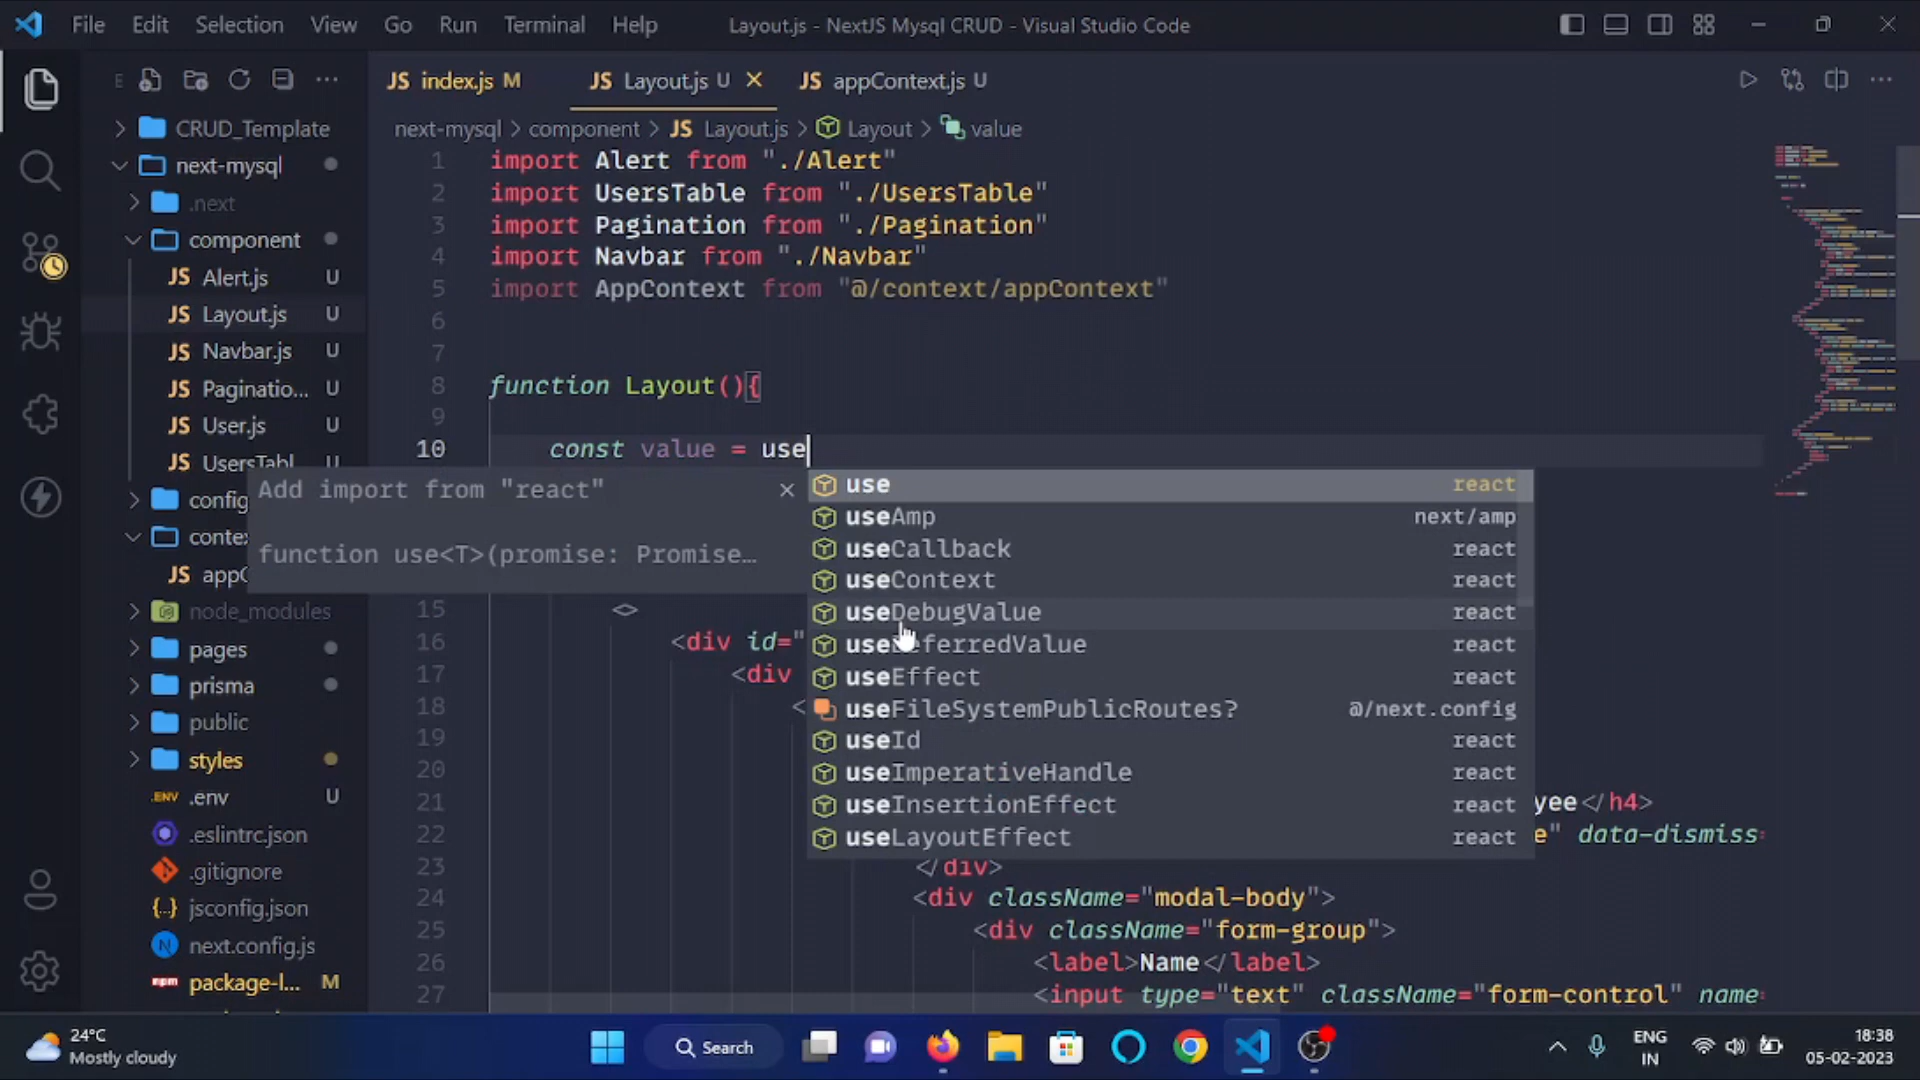 File Edit Selection View Go Run Terminal Help Layout.js - NextJS Mysql CRUD - Visual Studio Code
JS index.js M JS Layout.js U JS appContext.js U
next-mysql > component > JS Layout.js > Layout > value
CRUD_Template
next-mysql
.next
component
JS Alert.js U
JS Layout.js U
JS Navbar.js U
JS Paginatio... U
JS User.js U
JS UsersTabl
config
conte
JS appC
node_modules
pages
prisma
public
styles
.ENV .env U
.eslintrc.json
.gitignore
{..} jsconfig.json
N next.config.js
npm package-l... M
1 import Alert from "./Alert"
2 import UsersTable from "./UsersTable"
3 import Pagination from "./Pagination"
4 import Navbar from "./Navbar"
5 import AppContext from "@/context/appContext"
6
7
8 function Layout(){
9
10 const value = use
Add import from "react"
function use<T>(promise: Promise…
use react
useAmp next/amp
useCallback react
useContext react
useDebugValue react
useDeferredValue react
useEffect react
useFileSystemPublicRoutes? @/next.config
useId react
useImperativeHandle react
useInsertionEffect react
useLayoutEffect react
15 <>
16 <div id="
17 <div
18 <
19
20
21 yee</h4>
22 e" data-dismiss=
23 </div>
24 <div className="modal-body">
25 <div className="form-group">
26 <label>Name</label>
27 <input type="text" className="form-control" name=
24°C
Mostly cloudy
Search
ENG
IN
18:38
05-02-2023